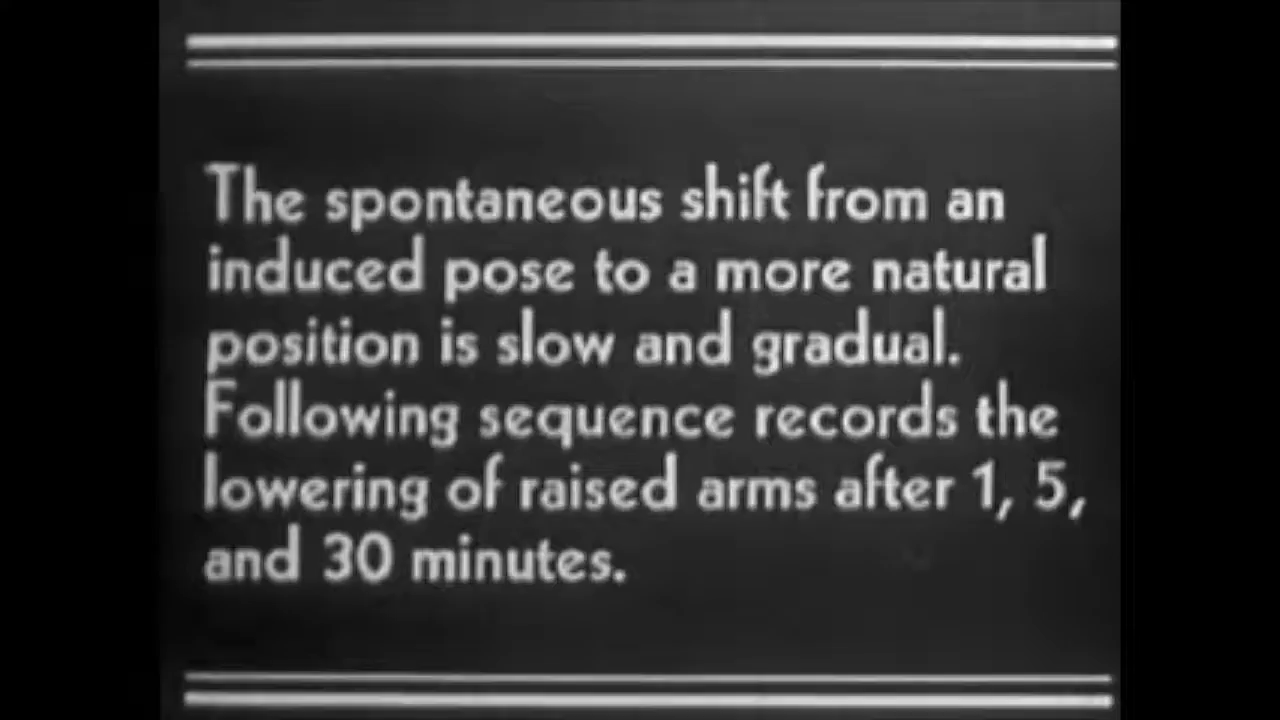 The spontaneous shift from an
induced pose to a more natural
position is slow and gradual.
Following sequence records the
lowering of raised arms after 1, 5,
and 30 minutes.